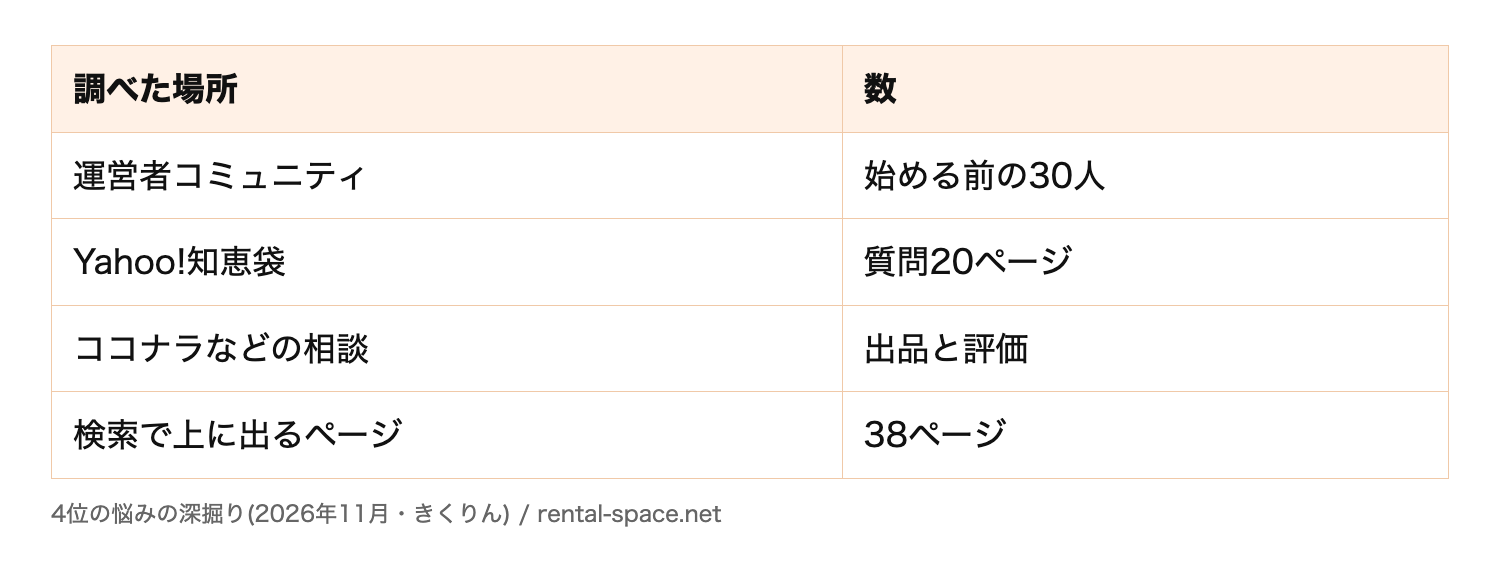 調べた場所 数
運営者コミュニティ 始める前の30人
Yahoo!知恵袋 質問20ページ
ココナラなどの相談 出品と評価
検索で上に出るページ 38ページ
4位の悩みの深掘り(2026年11月・きくりん) / rental-space.net